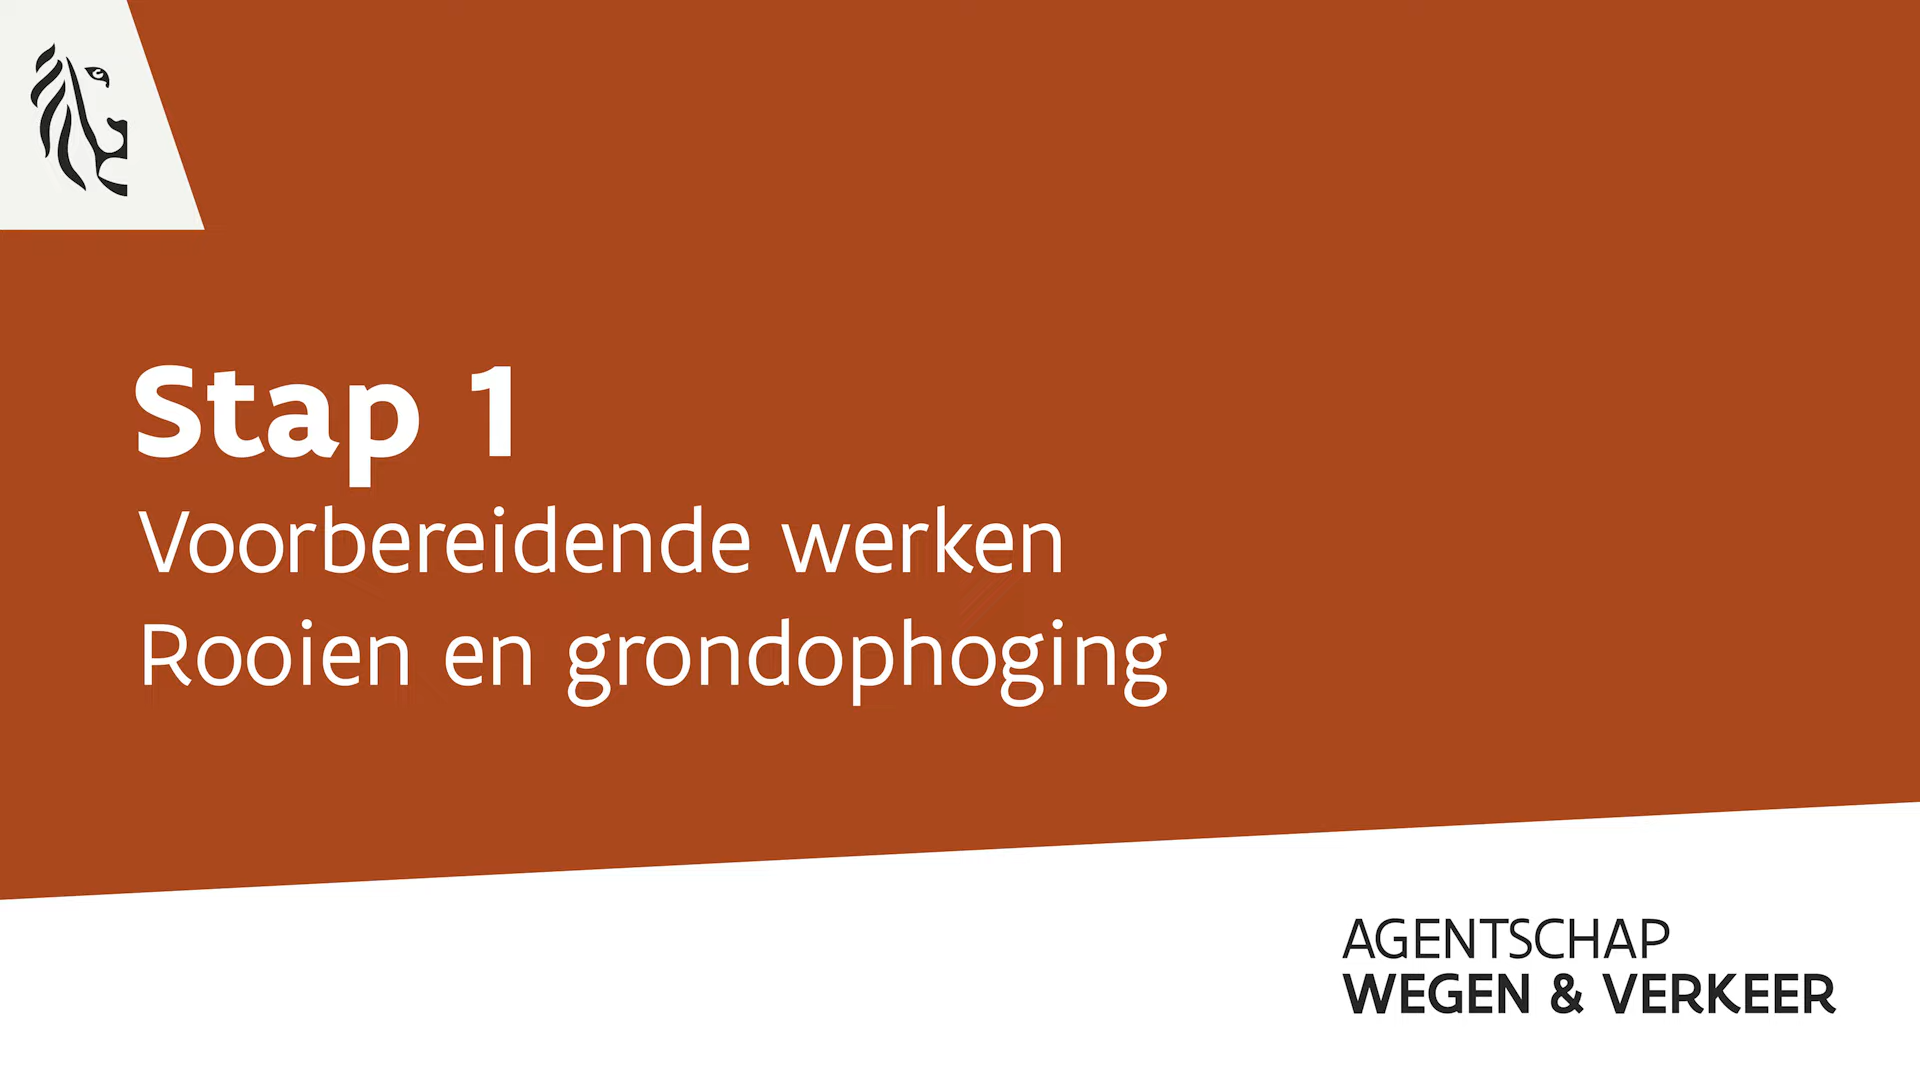 Stap 1
Voorbereidende werken
Rooien en grondophoging
AGENTSCHAP
WEGEN & VERKEER